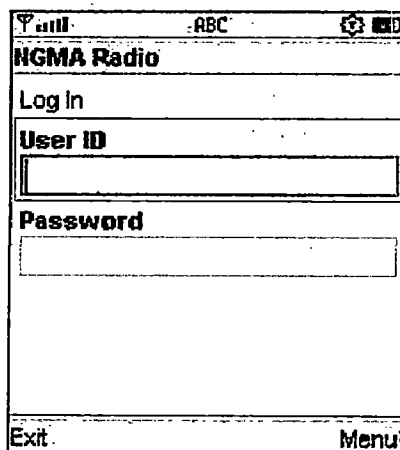 ABC
NGMA Radio
Log In
User ID
Password
Exit Menu